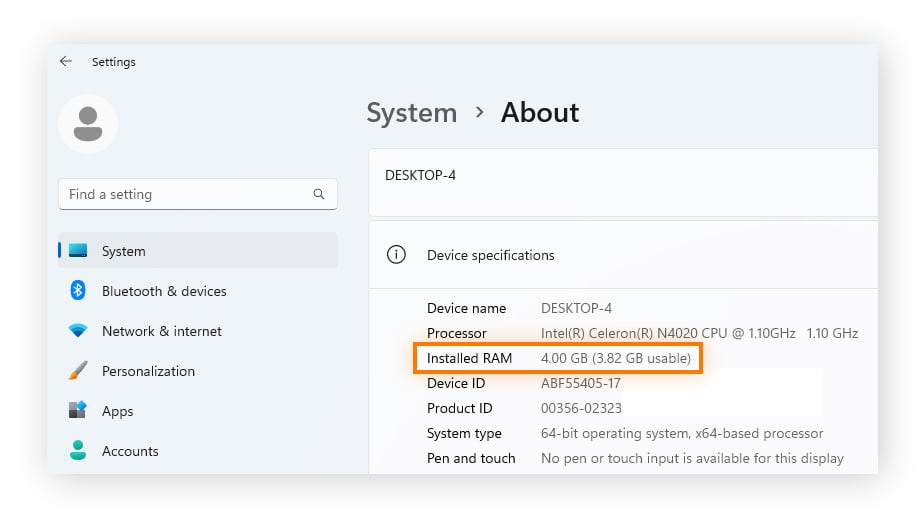 Settings
System > About
Find a setting
DESKTOP-4
System
Device specifications
Bluetooth & devices
Device name DESKTOP-4
Network & internet
Processor Intel(R) Celeron(R) N4020 CPU @ 1.10GHz 1.10 GHz
Installed RAM 4.00 GB (3.82 GB usable)
Personalization
Device ID ABF55405-17
Apps
Product ID 00356-02323
System type 64-bit operating system, x64-based processor
Accounts
Pen and touch No pen or touch input is available for this display